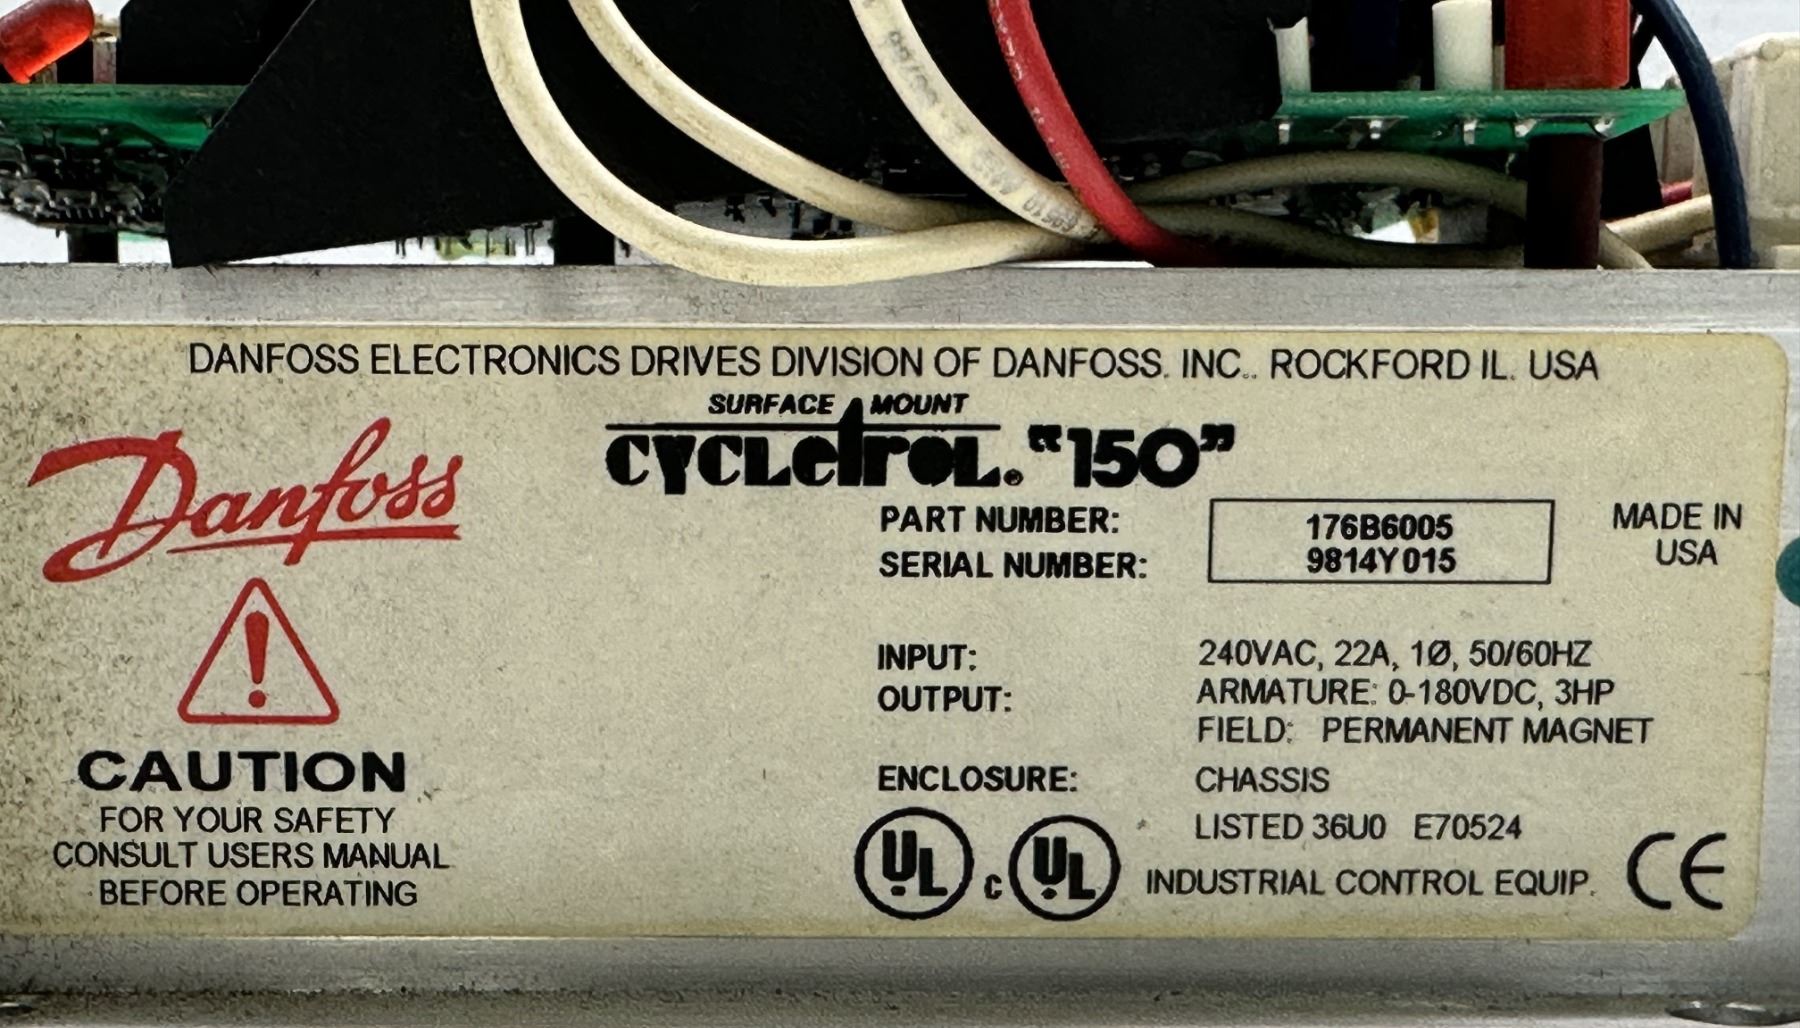 DANFOSS ELECTRONICS DRIVES DIVISION OF DANFOSS. INC.. ROCKFORD IL. USA
SURFACE MOUNT
CYCLETROL® "150"
Danfoss
PART NUMBER: 176B6005
SERIAL NUMBER: 9814Y015
MADE IN
USA
INPUT: 240VAC, 22A, 1Ø, 50/60HZ
OUTPUT: ARMATURE: 0-180VDC, 3HP
FIELD: PERMANENT MAGNET
ENCLOSURE: CHASSIS
CAUTION
FOR YOUR SAFETY
CONSULT USERS MANUAL
BEFORE OPERATING
LISTED 36U0 E70524
UL c UL INDUSTRIAL CONTROL EQUIP. CE